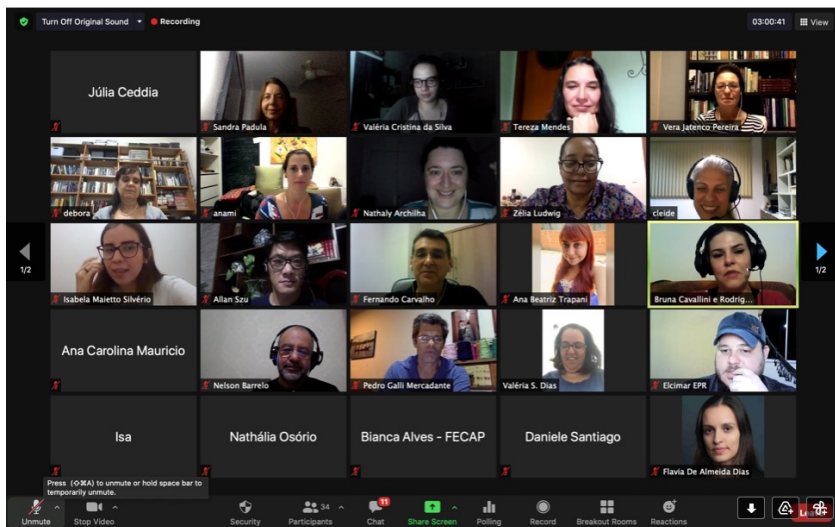 Turn Off Original Sound
Recording
03:00:41
View
Júlia Ceddia
Sandra Padula
Valéria Cristina da Silva
Tereza Mendes
Vera Jatenco Pereira
debora
anami
Nathaly Archilha
Zélia Ludwig
cleide
1/2
1/2
Isabela Maietto Silvério
Allan Szu
Fernando Carvalho
Ana Beatriz Trapani
Bruna Cavallini e Rodrig...
Ana Carolina Mauricio
Nelson Barrelo
Pedro Galli Mercadante
Valéria S. Dias
Elcimar EPR
Isa
Nathália Osório
Bianca Alves - FECAP
Daniele Santiago
Flavia De Almeida Dias
Press (⇧⌘A) to unmute or hold space bar to
temporarily unmute.
Unmute
Stop Video
Security
34
Participants
11
Chat
Share Screen
Polling
Record
Breakout Rooms
Reactions